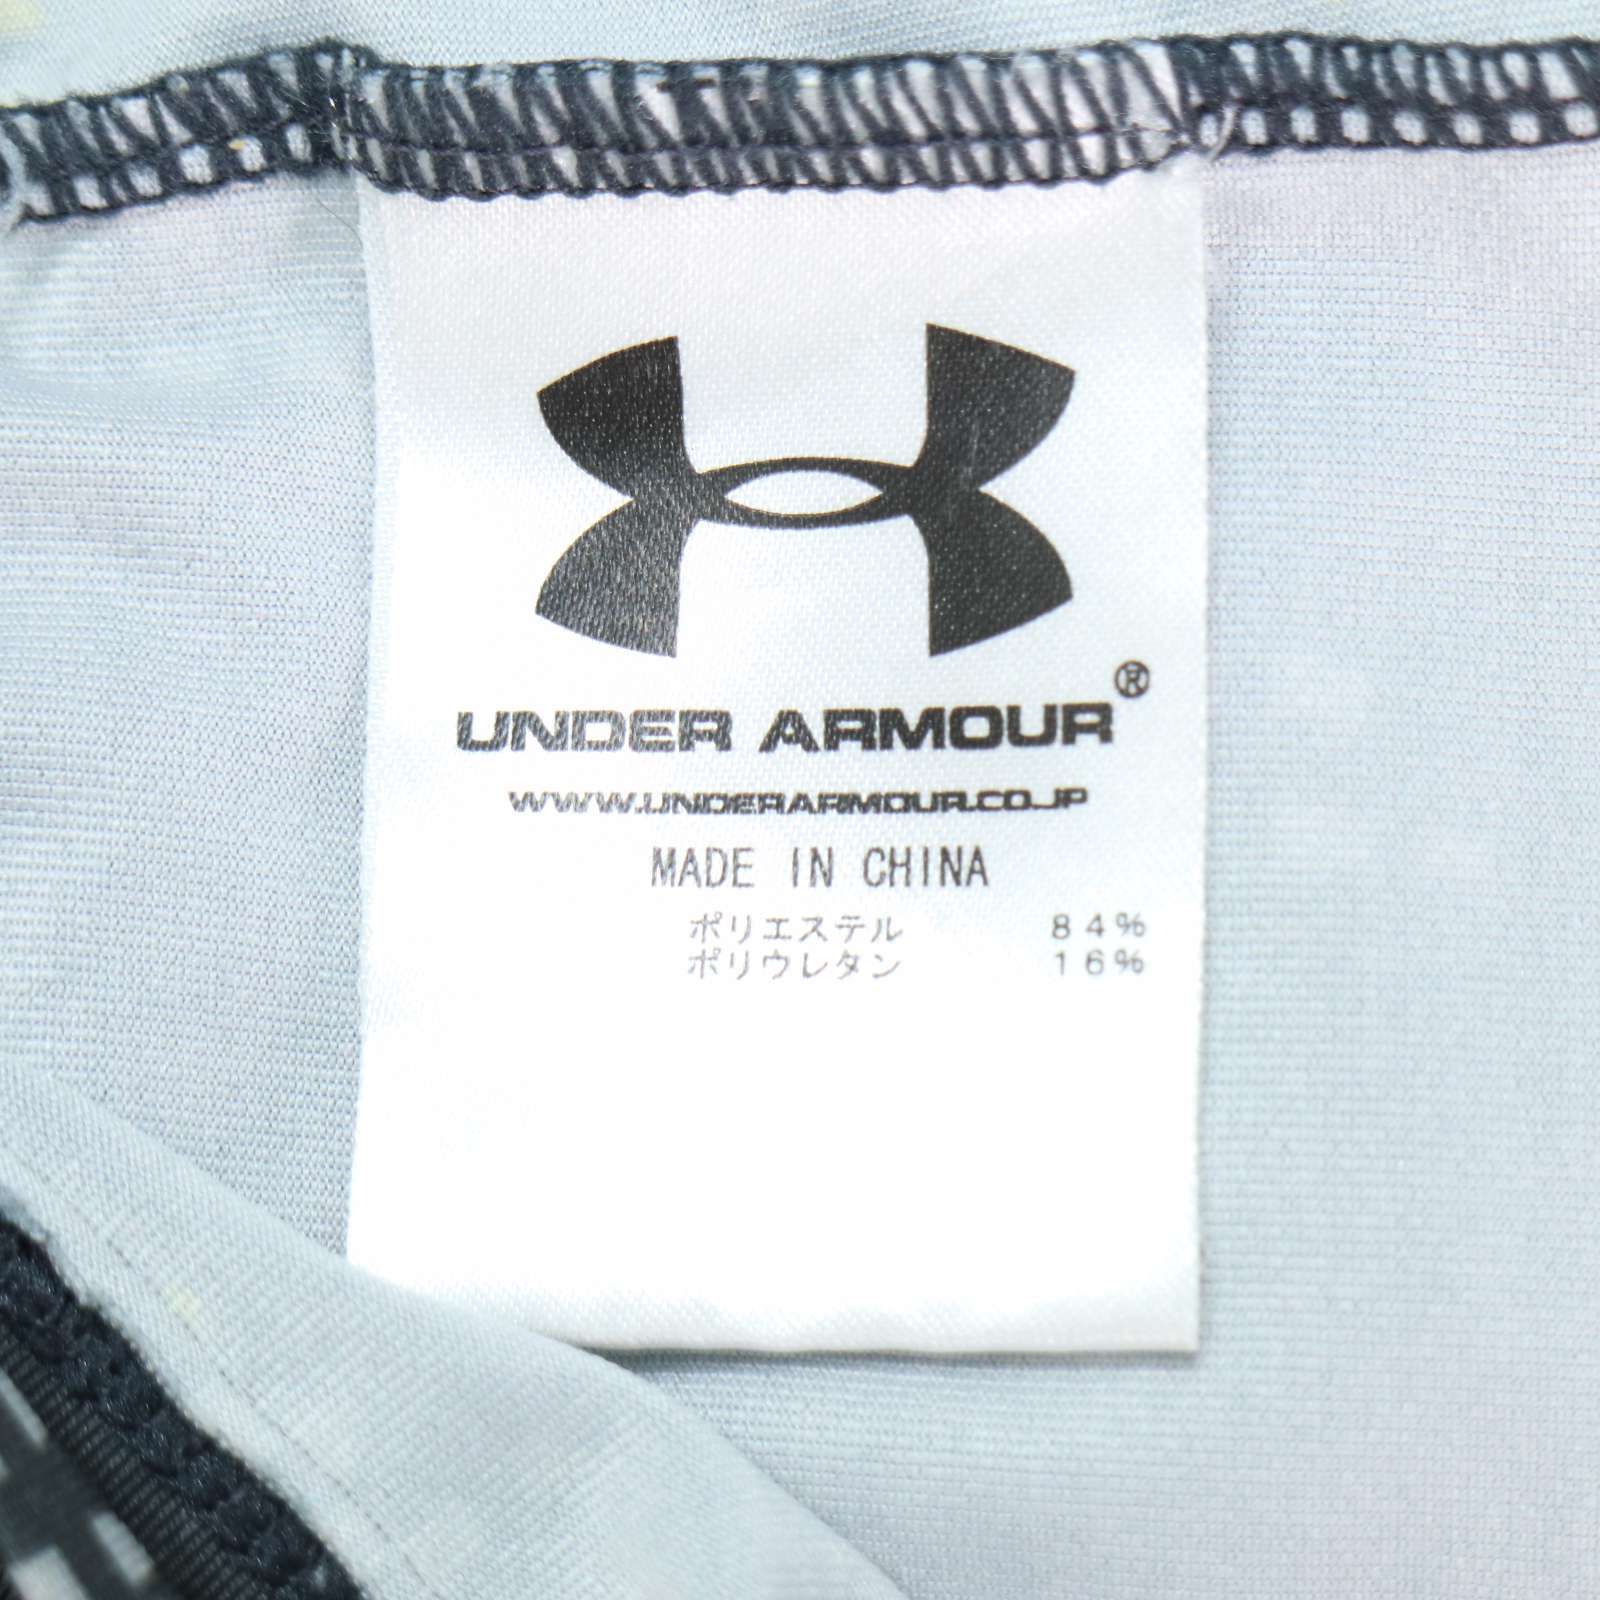 UNDER ARMOUR®
WWW.UNDERARMOUR.CO.JP
MADE IN CHINA
ポリエステル 84%
ポリウレタン 16%